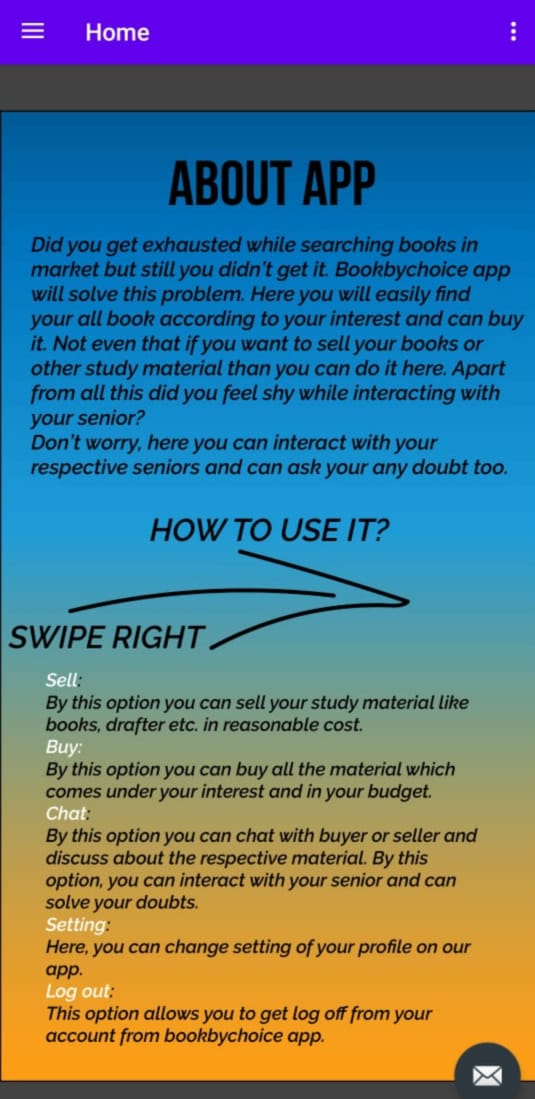 Home
ABOUT APP
Did you get exhausted while searching books in
market but still you didn't get it. Bookbychoice app
will solve this problem. Here you will easily find
your all book according to your interest and can buy
it. Not even that if you want to sell your books or
other study material than you can do it here. Apart
from all this did you feel shy while interacting with
your senior?
Don't worry, here you can interact with your
respective seniors and can ask your any doubt too.
HOW TO USE IT?
SWIPE RIGHT
Sell:
By this option you can sell your study material like
books, drafter etc. in reasonable cost.
Buy:
By this option you can buy all the material which
comes under your interest and in your budget.
Chat:
By this option you can chat with buyer or seller and
discuss about the respective material. By this
option, you can interact with your senior and can
solve your doubts.
Setting:
Here, you can change setting of your profile on our
app.
Log out:
This option allows you to get log off from your
account from bookbychoice app.